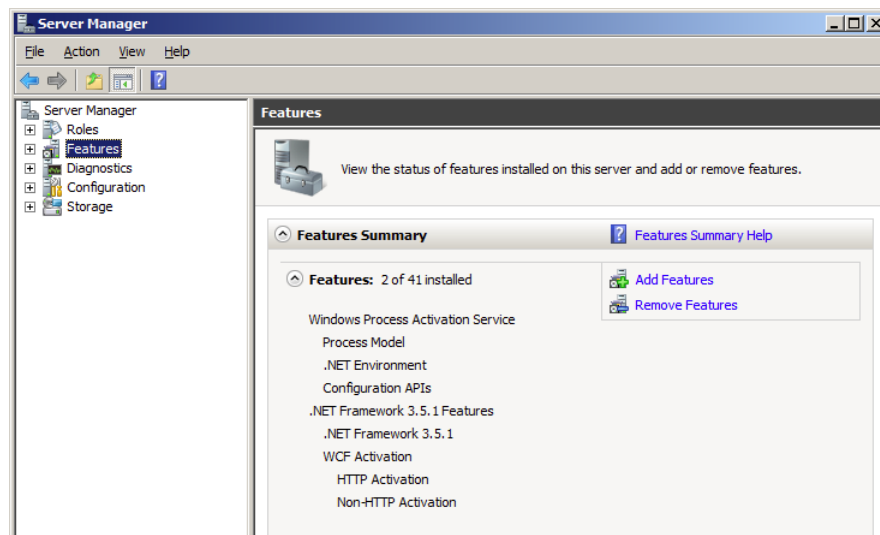 Server Manager
File Action View Help
Server Manager
Roles
Features
Diagnostics
Configuration
Storage
Features
View the status of features installed on this server and add or remove features.
Features Summary
Features Summary Help
Features: 2 of 41 installed
Add Features
Remove Features
Windows Process Activation Service
Process Model
.NET Environment
Configuration APIs
.NET Framework 3.5.1 Features
.NET Framework 3.5.1
WCF Activation
HTTP Activation
Non-HTTP Activation